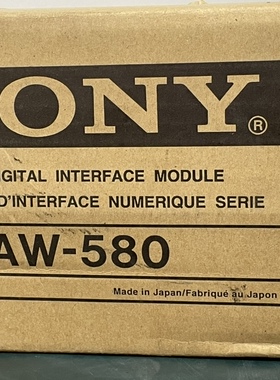 ONY®
IGITAL INTERFACE MODULE
D'INTERFACE NUMERIQUE SERIE
AW-580
Made in Japan/Fabriqué au Japon